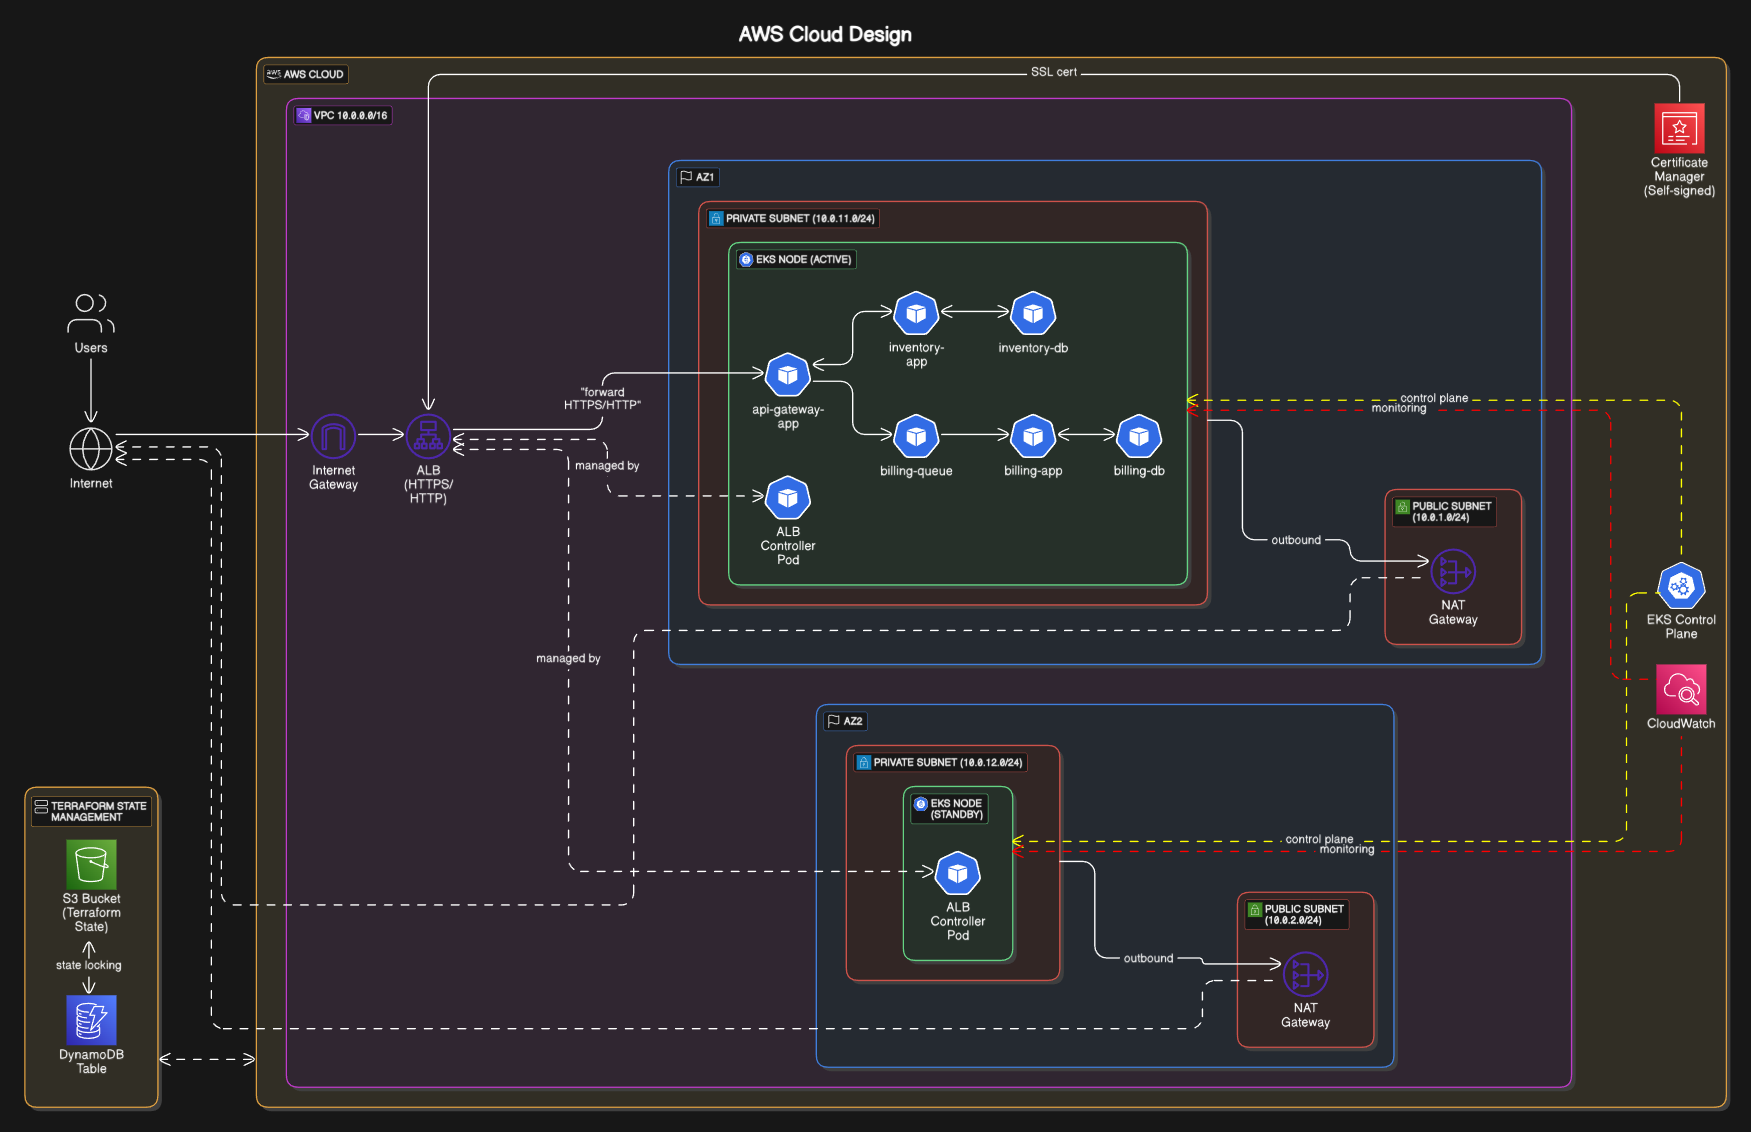 AWS Cloud Design
aws AWS CLOUD
SSL cert
VPC 10.0.0.0/16
Certificate
Manager
(Self-signed)
AZ1
PRIVATE SUBNET (10.0.11.0/24)
EKS NODE (ACTIVE)
Users
inventory-
app
inventory-db
"forward
HTTPS/HTTP"
api-gateway-
app
control plane
monitoring
Internet
Internet
Gateway
ALB
(HTTPS/
HTTP)
managed by
billing-queue
billing-app
billing-db
PUBLIC SUBNET
(10.0.1.0/24)
ALB
Controller
Pod
outbound
NAT
Gateway
EKS Control
Plane
managed by
CloudWatch
AZ2
PRIVATE SUBNET (10.0.12.0/24)
TERRAFORM STATE
MANAGEMENT
EKS NODE
(STANDBY)
control plane
monitoring
S3 Bucket
(Terraform
State)
ALB
Controller
Pod
PUBLIC SUBNET
(10.0.2.0/24)
state locking
outbound
NAT
Gateway
DynamoDB
Table